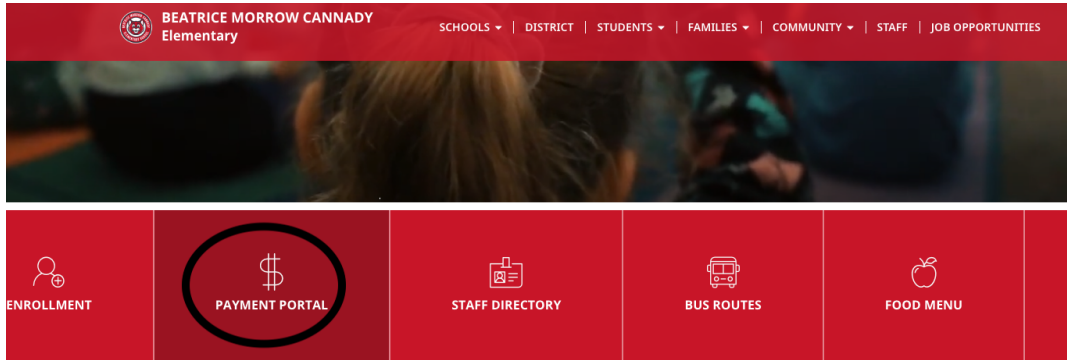 BEATRICE MORROW CANNADY
Elementary
SCHOOLS
DISTRICT
STUDENTS
FAMILIES
COMMUNITY
STAFF
JOB OPPORTUNITIES
ENROLLMENT
PAYMENT PORTAL
STAFF DIRECTORY
BUS ROUTES
FOOD MENU